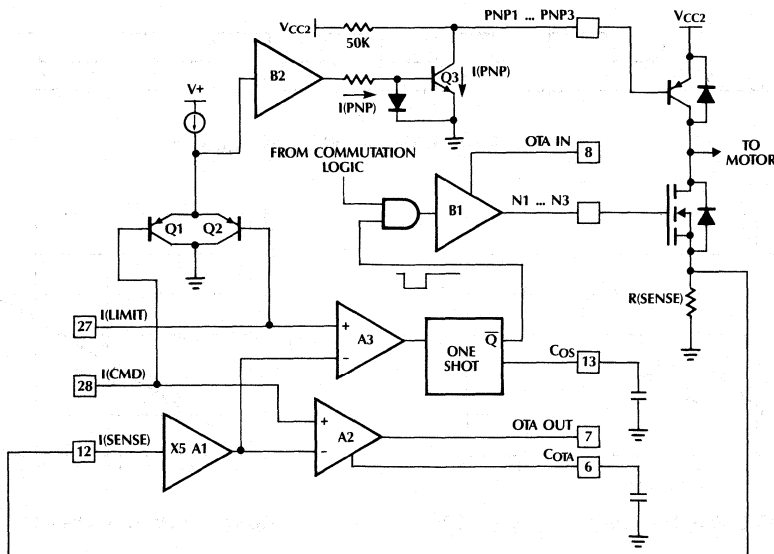 PNP1 ... PNP3
VCC2
VCC2
50K
I(PNP)
B2
Q3
I(PNP)
V+
TO
MOTOR
OTA IN
8
FROM COMMUTATION
LOGIC
N1 ... N3
B1
Q1
Q2
R(SENSE)
I(LIMIT)
27
+
A3
-
ONE
SHOT
Q
COS
13
I(CMD)
28
+
A2
-
OTA OUT
7
I(SENSE)
12
X5 A1
COTA
6